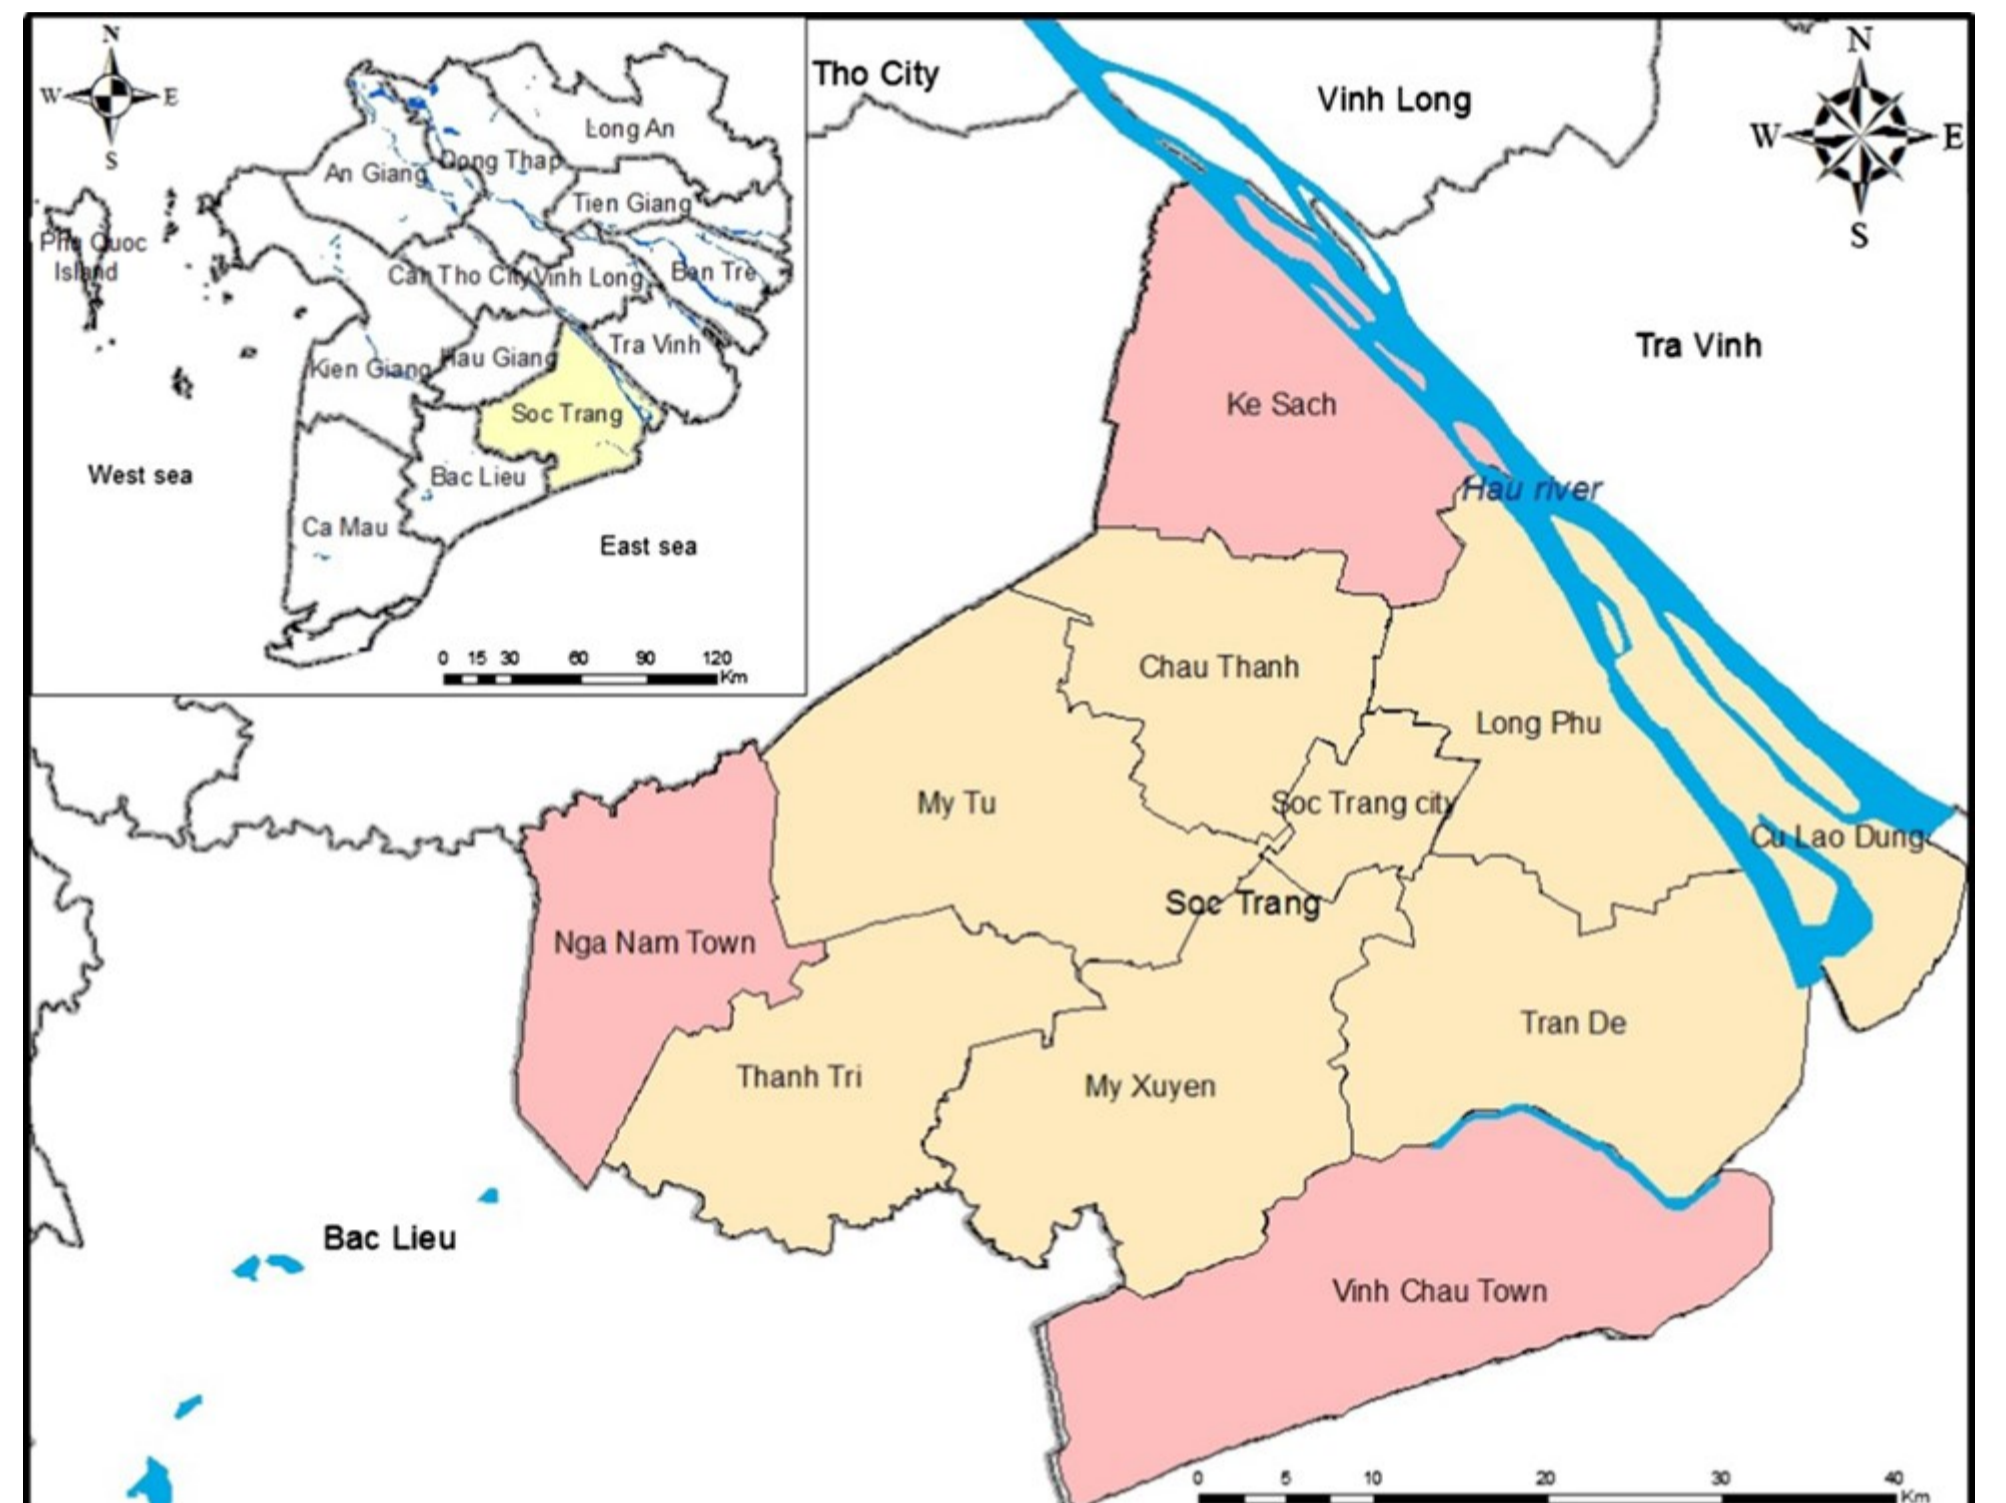 N
W E
S
Long An
Dong Thap
An Giang
Tien Giang
Phu Quoc
Island
Can Tho City
Vinh Long
Ben Tre
Tra Vinh
Hau Giang
Kien Giang
Soc Trang
West sea
Bac Lieu
Ca Mau
East sea
0 15 30 60 90 120
Km
Tho City
Vinh Long
N
W E
S
Tra Vinh
Ke Sach
Hau river
Chau Thanh
Long Phu
My Tu
Soc Trang city
Cu Lao Dung
Soc Trang
Nga Nam Town
Tran De
Thanh Tri
My Xuyen
Bac Lieu
Vinh Chau Town
0 5 10 20 30 40
Km